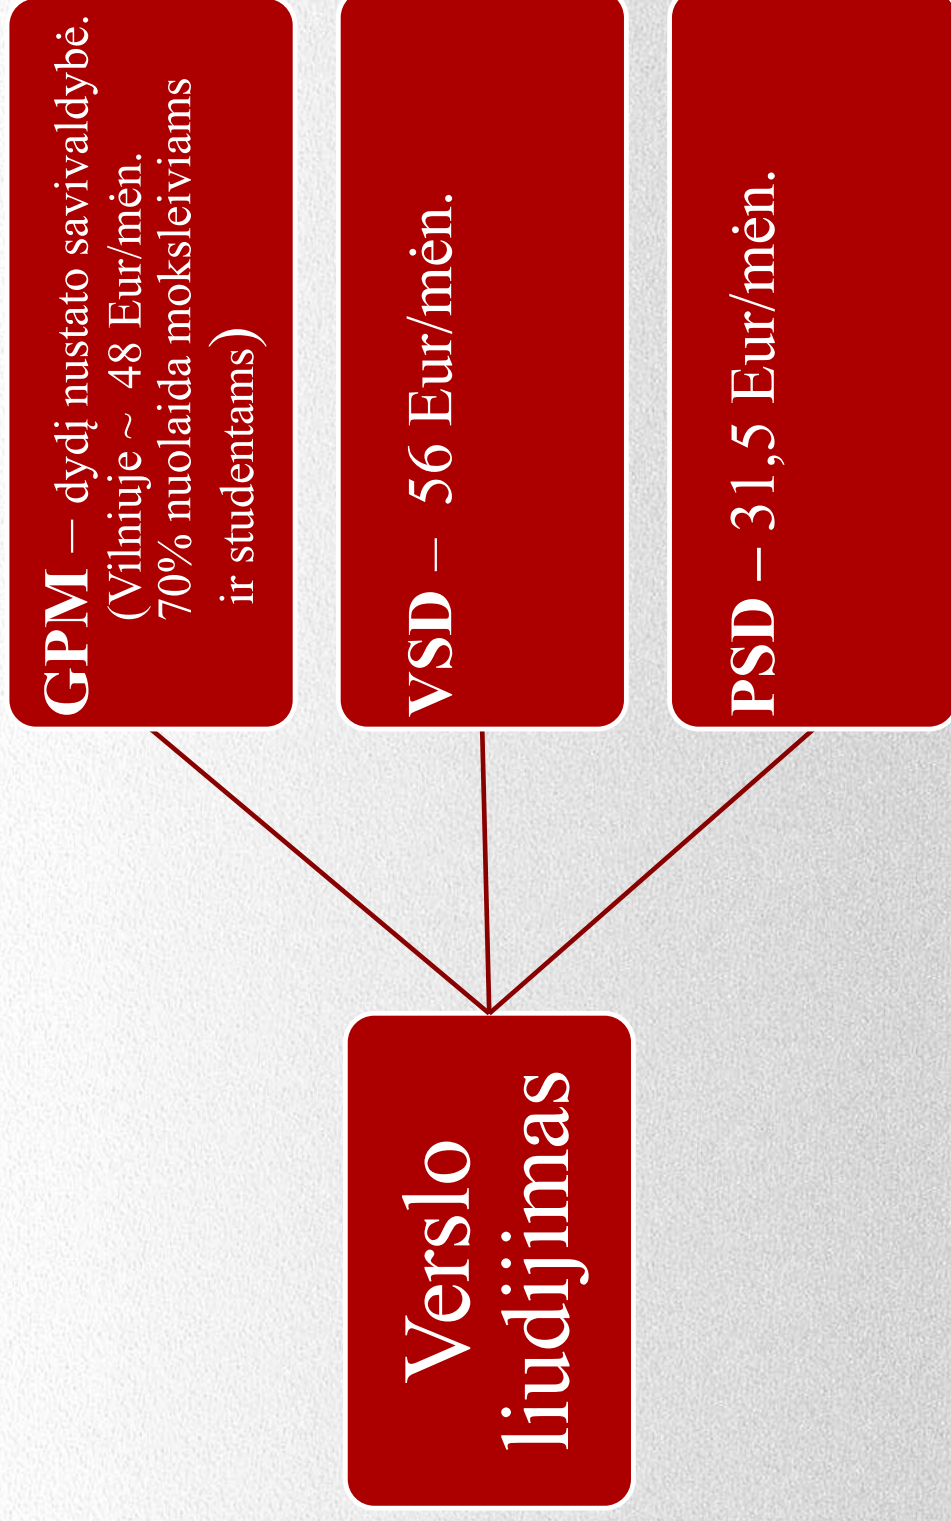 Verslo
liudijimas
GPM – dydį nustato savivaldybė.
(Vilniuje ~ 48 Eur/mėn.
70% nuolaida moksleiviams
ir studentams)
VSD – 56 Eur/mėn.
PSD – 31,5 Eur/mėn.